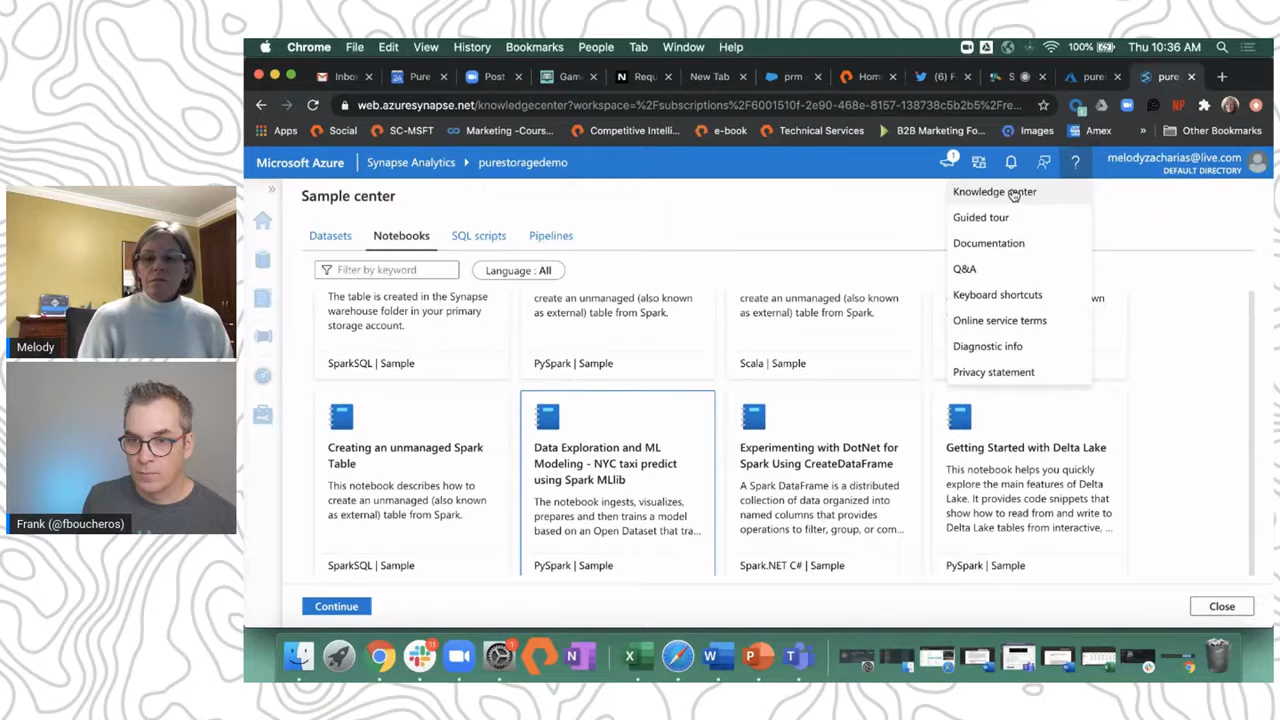 Chrome File Edit View History Bookmarks People Tab Window Help
100% Thu 10:36 AM
Inbo Pure Post Gam Requ New Tab prm Home (6) F S pure pure
web.azuresynapse.net/knowledgecenter?workspace=%2Fsubscriptions%2F6001510f-2e90-468e-8157-138738c5b2b5%2Fre...
Apps Social SC-MSFT Marketing -Cours... Competitive Intelli... e-book Technical Services B2B Marketing Fo... Images Amex » Other Bookmarks
Microsoft Azure Synapse Analytics purestoragedemo
1
?
melodyzacharias@live.com
DEFAULT DIRECTORY
Sample center
Datasets Notebooks SQL scripts Pipelines
Filter by keyword
Language : All
Knowledge center
Guided tour
Documentation
Q&A
Keyboard shortcuts
Online service terms
Diagnostic info
Privacy statement
The table is created in the Synapse
warehouse folder in your primary
storage account.
SparkSQL | Sample
create an unmanaged (also known
as external) table from Spark.
PySpark | Sample
create an unmanaged (also known
as external) table from Spark.
Scala | Sample
Creating an unmanaged Spark
Table
This notebook describes how to
create an unmanaged (also known
as external) table from Spark.
SparkSQL | Sample
Data Exploration and ML
Modeling - NYC taxi predict
using Spark MLlib
The notebook ingests, visualizes,
prepares and then trains a model
based on an Open Dataset that tra...
PySpark | Sample
Experimenting with DotNet for
Spark Using CreateDataFrame
A Spark DataFrame is a
distributed collection of data organized into
named columns that provides
operations to filter, group, or com...
Spark.NET C# | Sample
Getting Started with Delta Lake
This notebook helps you quickly
explore the main features of Delta
Lake. It provides code snippets that
show how to read from and write to
Delta Lake tables from interactive, ...
PySpark | Sample
Continue
Close
Melody
Frank (@fboucheros)